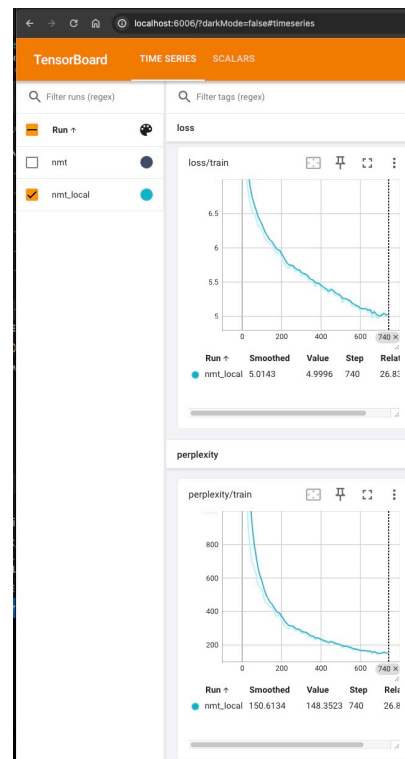 localhost:6006/?darkMode=false#timeseries
TensorBoard TIME SERIES SCALARS
Filter runs (regex)
Filter tags (regex)
Run ↑
nmt
nmt_local
loss
loss/train
6.5
6
5.5
5
0 200 400 600 740 ×
Run ↑ Smoothed Value Step Relat
nmt_local 5.0143 4.9996 740 26.83
perplexity
perplexity/train
800
600
400
200
0 200 400 600 740 ×
Run ↑ Smoothed Value Step Rela
nmt_local 150.6134 148.3523 740 26.8